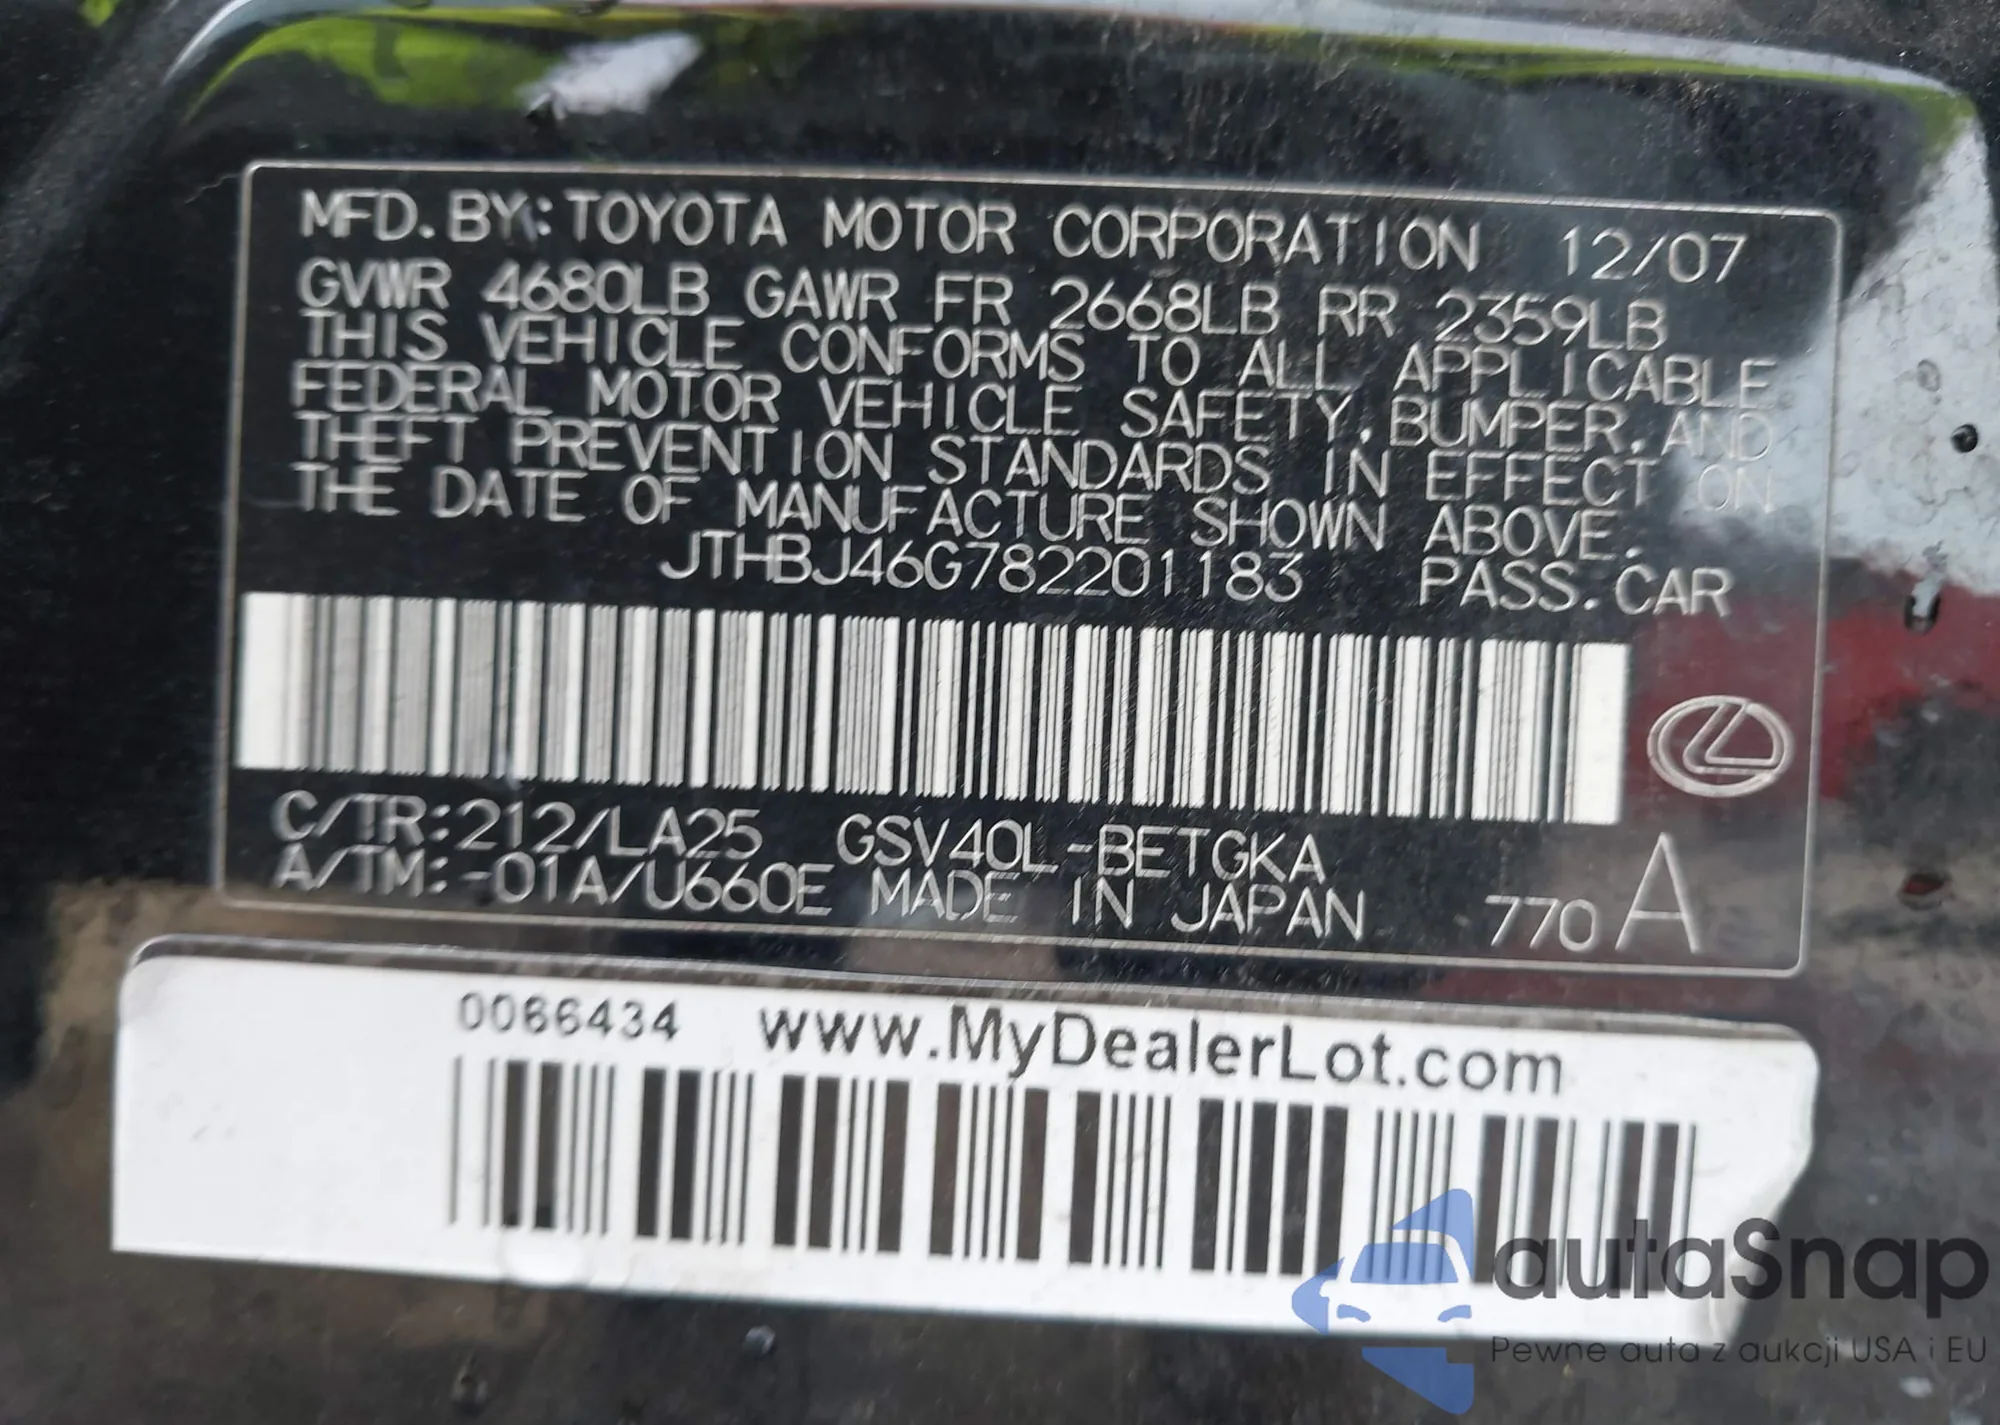 MFD. BY: TOYOTA MOTOR CORPORATION 12/07
GVWR 4680LB GAWR FR 2668LB RR 2359LB
THIS VEHICLE CONFORMS TO ALL APPLICABLE
FEDERAL MOTOR VEHICLE SAFETY, BUMPER, AND
THEFT PREVENTION STANDARDS IN EFFECT ON
THE DATE OF MANUFACTURE SHOWN ABOVE.
JTHBJ46G782201183 PASS. CAR
C/TR:212/LA25 GSV40L-BETGKA
A/TM:-01A/U660E MADE IN JAPAN 770 A
0066434 www.MyDealerLot.com
autaSnap
Pewne auta z aukcji USA i EU